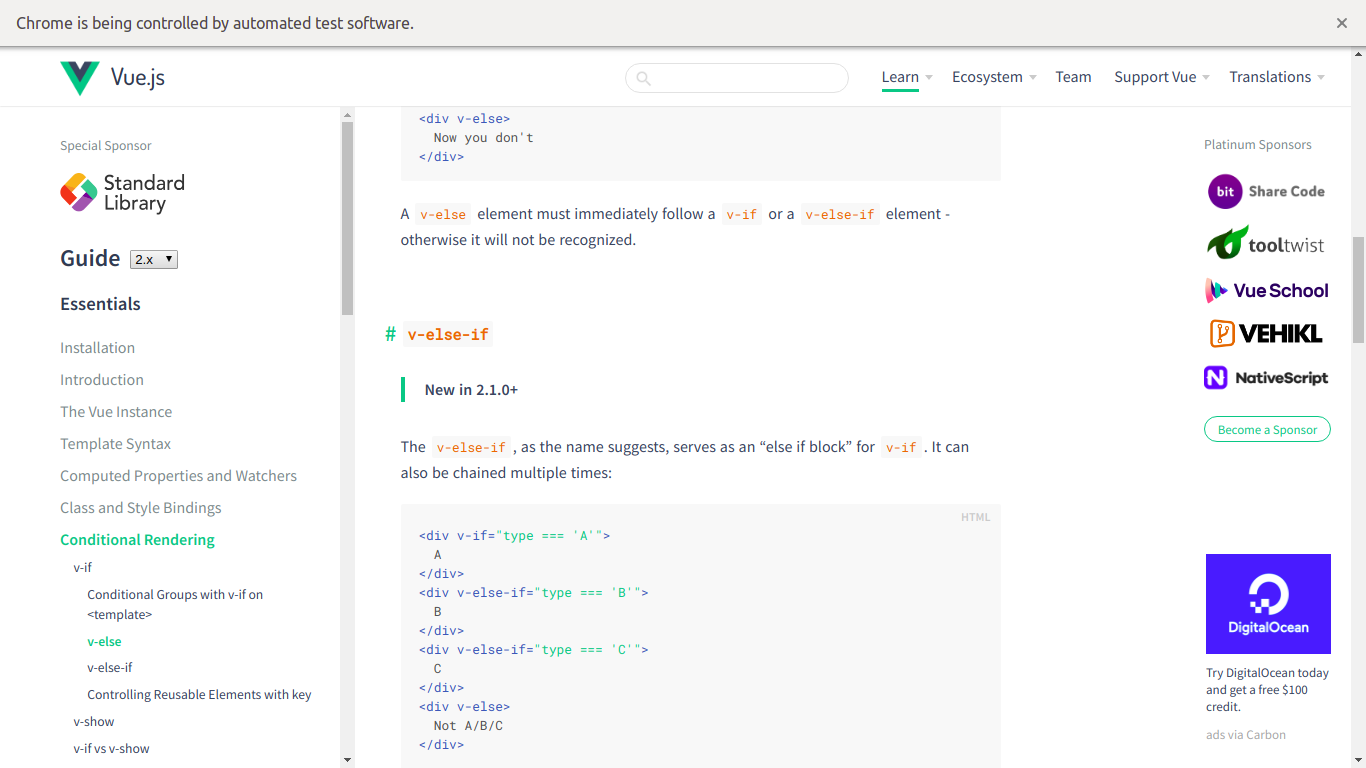 Chrome is being controlled by automated test software.
Vue.js
Learn
Ecosystem
Team
Support Vue
Translations
Special Sponsor
Standard
Library
Guide 2.x
Essentials
Installation
Introduction
The Vue Instance
Template Syntax
Computed Properties and Watchers
Class and Style Bindings
Conditional Rendering
v-if
Conditional Groups with v-if on
<template>
v-else
v-else-if
Controlling Reusable Elements with key
v-show
v-if vs v-show
<div v-else>
Now you don't
</div>
A v-else element must immediately follow a v-if or a v-else-if element -
otherwise it will not be recognized.
# v-else-if
New in 2.1.0+
The v-else-if, as the name suggests, serves as an “else if block” for v-if. It can
also be chained multiple times:
HTML
<div v-if="type === 'A'">
A
</div>
<div v-else-if="type === 'B'">
B
</div>
<div v-else-if="type === 'C'">
C
</div>
<div v-else>
Not A/B/C
</div>
Platinum Sponsors
bit Share Code
tooltwist
Vue School
VEHIKL
NativeScript
Become a Sponsor
DigitalOcean
Try DigitalOcean today
and get a free $100
credit.
ads via Carbon